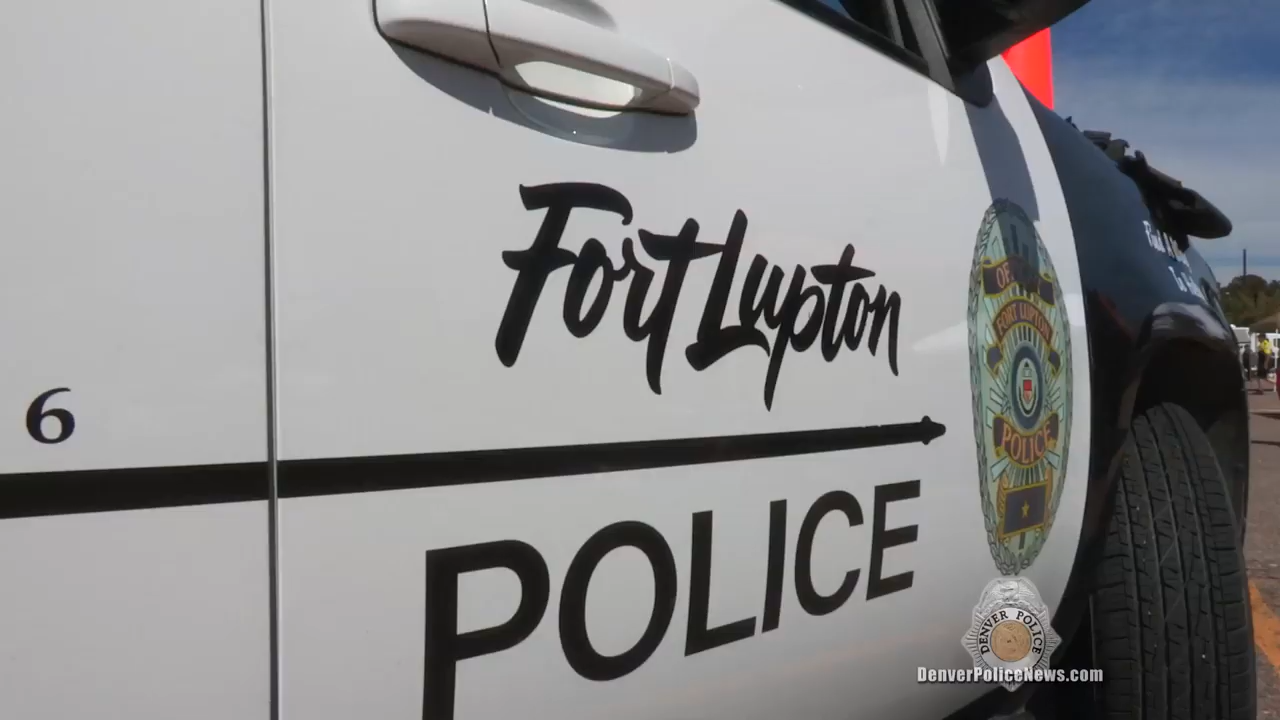 Fort Lupton
6
POLICE
FORT LUPTON
POLICE
DENVER POLICE
DenverPoliceNews.com